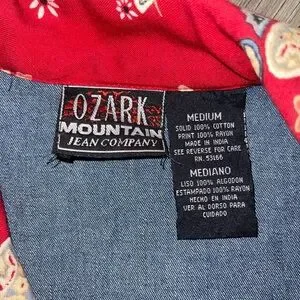 OZARK
MOUNTAIN
JEAN COMPANY
MEDIUM
SOLID 100% COTTON
PRINT 100% RAYON
MADE IN INDIA
SEE REVERSE FOR CARE
RN. 53166
MEDIANO
LISO 100% ALGODON
ESTAMPADO 100% RAYON
HECHO EN INDIA
VER AL DORSO PARA
CUIDADO